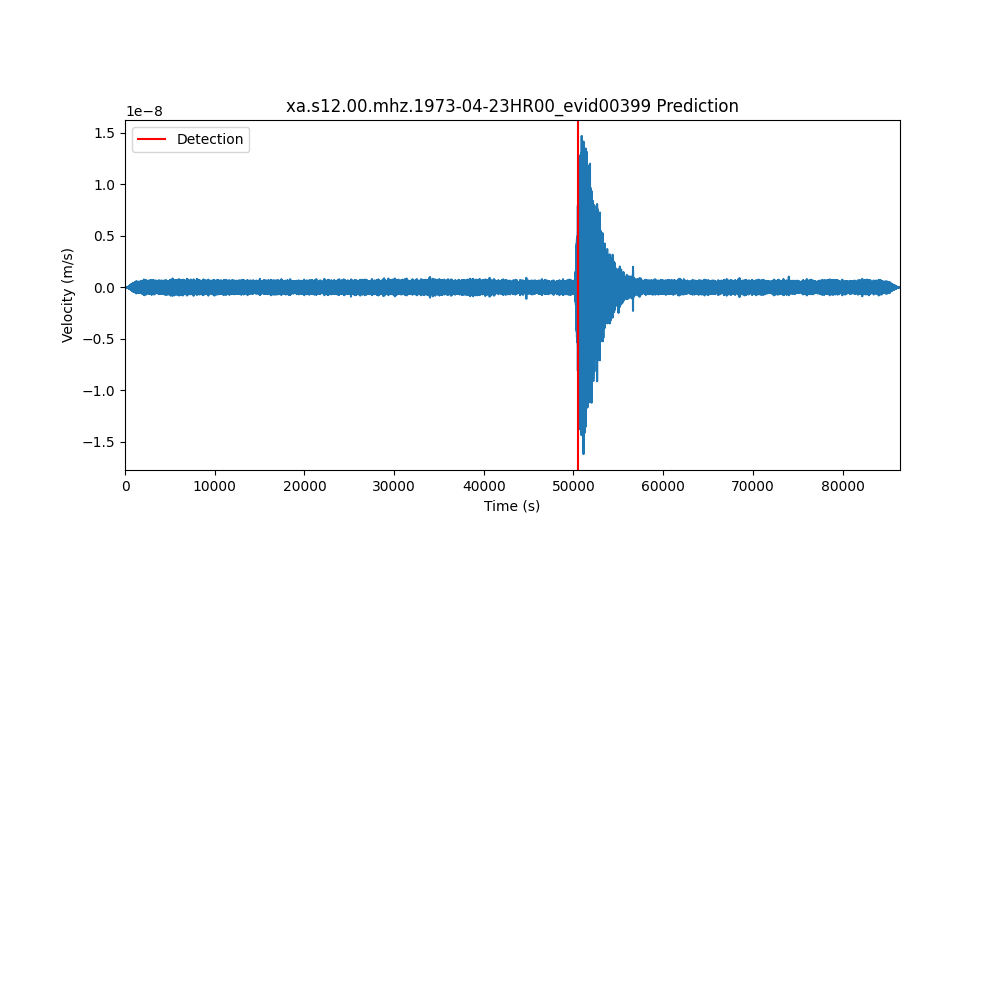 xa.s12.00.mhz.1973-04-23HR00_evid00399 Prediction
1e−8
Detection
1.5
1.0
0.5
0.0
−0.5
−1.0
−1.5
Velocity (m/s)
0 10000 20000 30000 40000 50000 60000 70000 80000
Time (s)